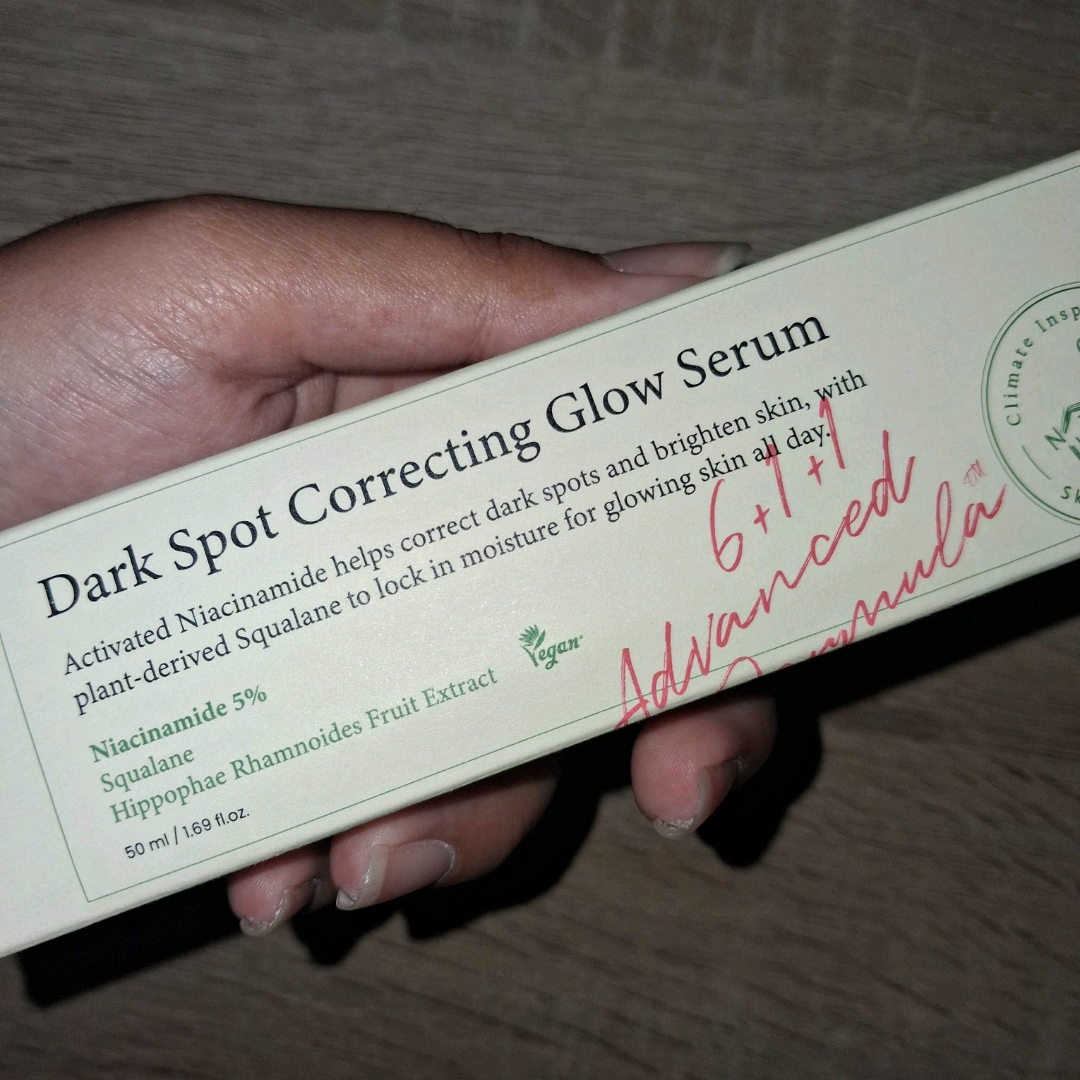 Dark Spot Correcting Glow Serum
Activated Niacinamide helps correct dark spots and brighten skin, with
plant-derived Squalane to lock in moisture for glowing skin all day.
6+1+1
Advanced
Formula™
Vegan
Niacinamide 5%
Squalane
Hippophae Rhamnoides Fruit Extract
50 ml / 1.69 fl.oz.
Climate